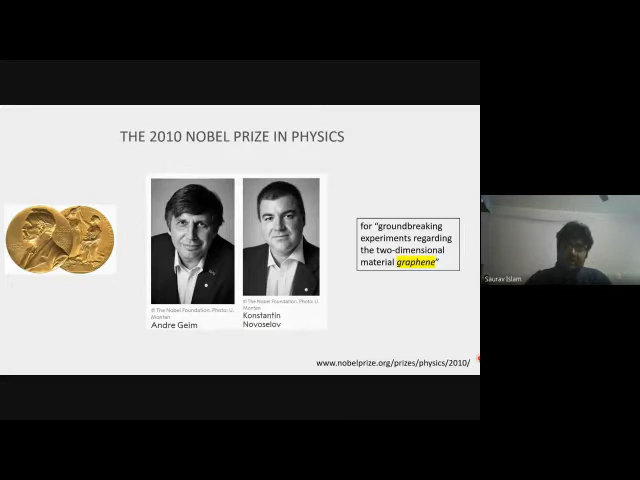 THE 2010 NOBEL PRIZE IN PHYSICS
© The Nobel Foundation. Photo: U.
Montan
Andre Geim
© The Nobel Foundation. Photo: U.
Montan
Konstantin
Novoselov
for “groundbreaking
experiments regarding
the two-dimensional
material graphene”
www.nobelprize.org/prizes/physics/2010/
Saurav Islam